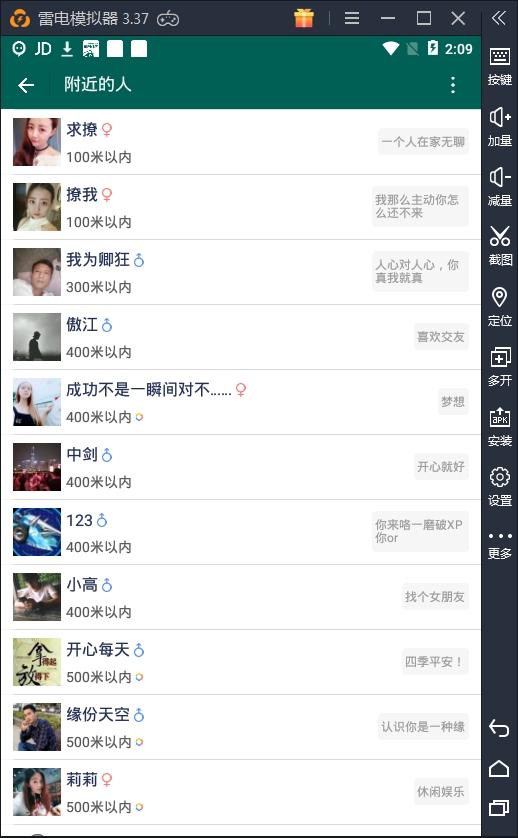 雷电模拟器 3.37
JD
2:09
附近的人
求撩
100米以内
一个人在家无聊
撩我
100米以内
我那么主动你怎
么还不来
我为卿狂
300米以内
人心对人心，你
真我就真
傲江
400米以内
喜欢交友
成功不是一瞬间对不......
400米以内
梦想
中剑
400米以内
开心就好
123
400米以内
你来咯一磨破XP
你or
小高
400米以内
找个女朋友
开心每天
500米以内
四季平安！
拿得起
放得下
缘份天空
500米以内
认识你是一种缘
莉莉
500米以内
休闲娱乐
按键
加量
减量
截图
定位
多开
APK
安装
设置
更多